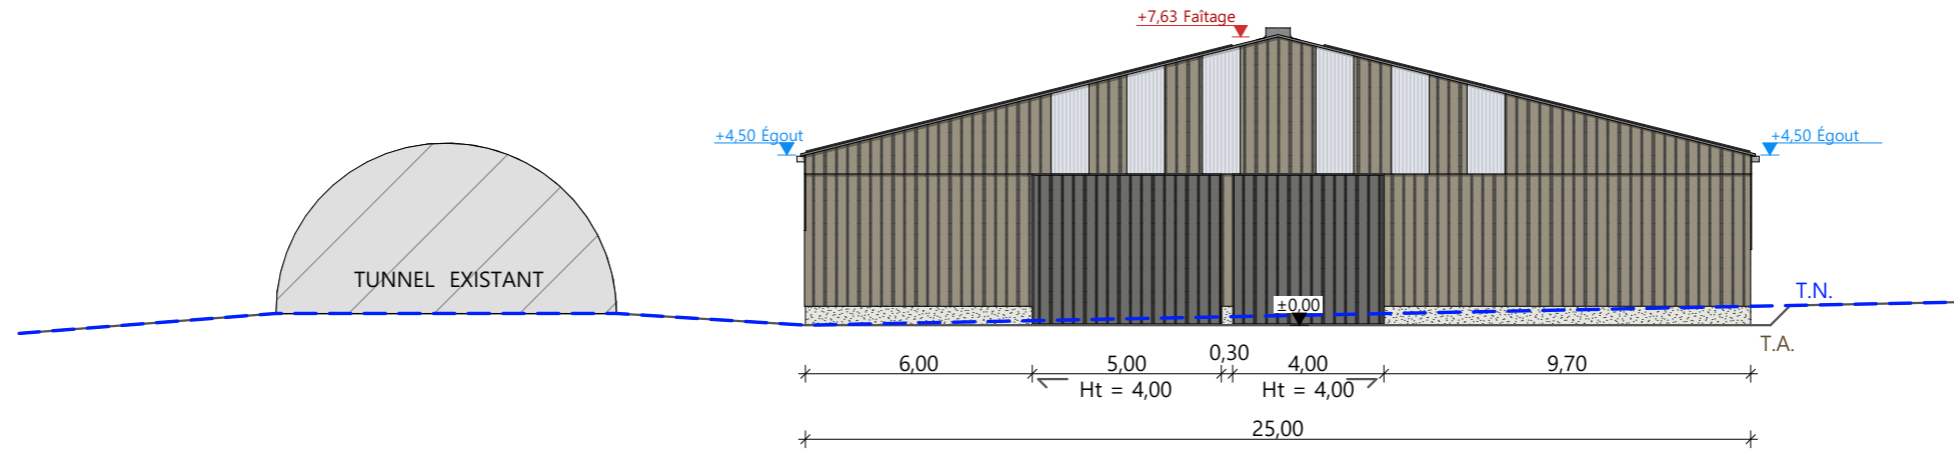 +7,63 Faîtage
+4,50 Égout
+4,50 Égout
TUNNEL EXISTANT
±0,00
T.N.
T.A.
6,00
5,00
0,30
4,00
9,70
Ht = 4,00
Ht = 4,00
25,00